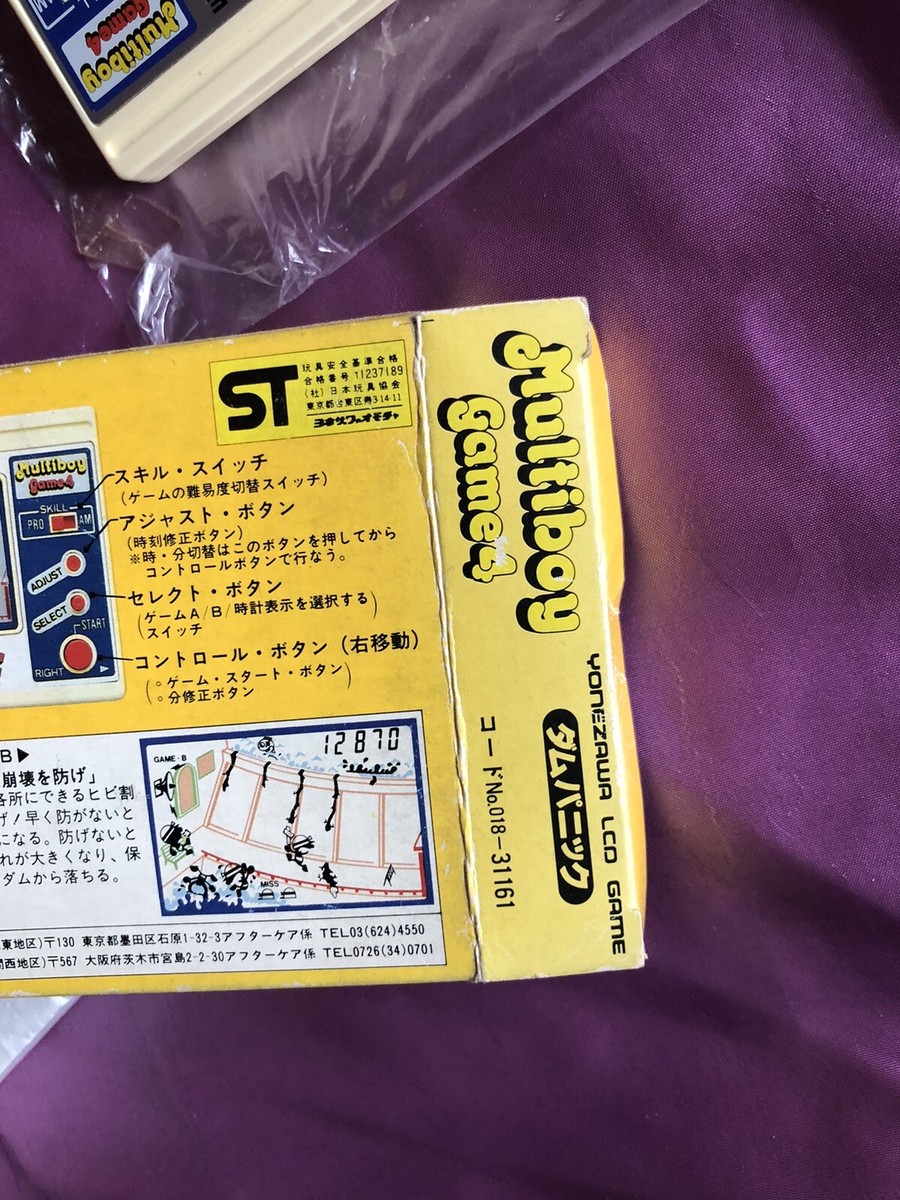 Multiboy
Game4
ST
玩具安全基準合格
合格番号 T1237189
(社)日本玩具協会
東京都台東区寿3-14-11
ヨネザワのオモチャ
Multiboy
Game4
SKILL
PRO AM
ADJUST
SELECT
START
RIGHT
スキル・スイッチ
(ゲームの難易度切替スイッチ)
アジャスト・ボタン
(時刻修正ボタン)
※時・分切替はこのボタンを押してから
コントロールボタンで行なう。
セレクト・ボタン
(ゲームA/B/時計表示を選択する)
スイッチ
コントロール・ボタン(右移動)
(。ゲーム・スタート・ボタン)
。分修正ボタン
B▶
崩壊を防げ」
各所にできるヒビ割
げ!早く防がないと
になる。防げないと
れが大きくなり、保
ダムから落ちる。
GAME・B
12870
MISS
東地区)〒130 東京都墨田区石原1-32-3アフターケア係 TEL03(624)4550
西地区)〒567 大阪府茨木市宮島2-2-30アフターケア係 TEL0726(34)0701
Multiboy
Game4
コードNo.018-31161
YONEZAWA LCD GAME
ダムパニック